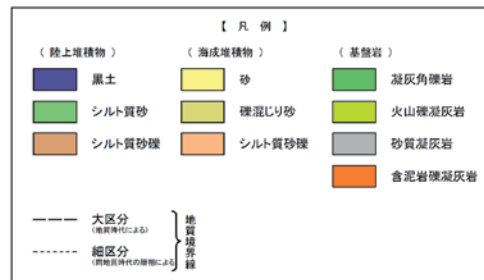 【 凡 例 】
（ 陸上堆積物 ） （ 海成堆積物 ） （ 基盤岩 ）
黒土 砂 凝灰角礫岩
シルト質砂 礫混じり砂 火山礫凝灰岩
シルト質砂礫 シルト質砂礫 砂質凝灰岩
含泥岩礫凝灰岩
大区分
(地質時代による)
細区分
(同地質時代の層相による)
地質境界線